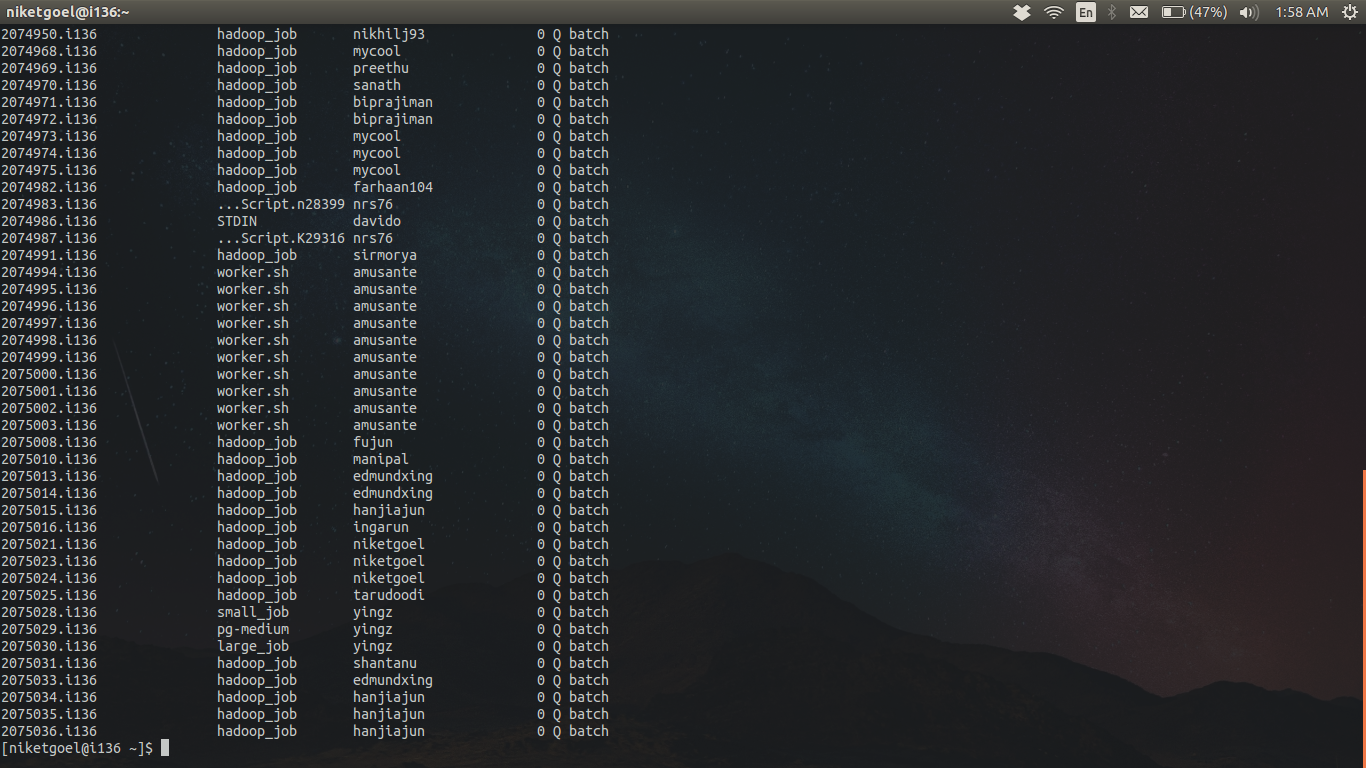 niketgoel@i136:~ En (47%) 1:58 AM
2074950.i136 hadoop_job nikhilj93 0 Q batch
2074968.i136 hadoop_job mycool 0 Q batch
2074969.i136 hadoop_job preethu 0 Q batch
2074970.i136 hadoop_job sanath 0 Q batch
2074971.i136 hadoop_job biprajiman 0 Q batch
2074972.i136 hadoop_job biprajiman 0 Q batch
2074973.i136 hadoop_job mycool 0 Q batch
2074974.i136 hadoop_job mycool 0 Q batch
2074975.i136 hadoop_job mycool 0 Q batch
2074982.i136 hadoop_job farhaan104 0 Q batch
2074983.i136 ...Script.n28399 nrs76 0 Q batch
2074986.i136 STDIN davido 0 Q batch
2074987.i136 ...Script.K29316 nrs76 0 Q batch
2074991.i136 hadoop_job sirmorya 0 Q batch
2074994.i136 worker.sh amusante 0 Q batch
2074995.i136 worker.sh amusante 0 Q batch
2074996.i136 worker.sh amusante 0 Q batch
2074997.i136 worker.sh amusante 0 Q batch
2074998.i136 worker.sh amusante 0 Q batch
2074999.i136 worker.sh amusante 0 Q batch
2075000.i136 worker.sh amusante 0 Q batch
2075001.i136 worker.sh amusante 0 Q batch
2075002.i136 worker.sh amusante 0 Q batch
2075003.i136 worker.sh amusante 0 Q batch
2075008.i136 hadoop_job fujun 0 Q batch
2075010.i136 hadoop_job manipal 0 Q batch
2075013.i136 hadoop_job edmundxing 0 Q batch
2075014.i136 hadoop_job edmundxing 0 Q batch
2075015.i136 hadoop_job hanjiajun 0 Q batch
2075016.i136 hadoop_job ingarun 0 Q batch
2075021.i136 hadoop_job niketgoel 0 Q batch
2075023.i136 hadoop_job niketgoel 0 Q batch
2075024.i136 hadoop_job niketgoel 0 Q batch
2075025.i136 hadoop_job tarudoodi 0 Q batch
2075028.i136 small_job yingz 0 Q batch
2075029.i136 pg-medium yingz 0 Q batch
2075030.i136 large_job yingz 0 Q batch
2075031.i136 hadoop_job shantanu 0 Q batch
2075033.i136 hadoop_job edmundxing 0 Q batch
2075034.i136 hadoop_job hanjiajun 0 Q batch
2075035.i136 hadoop_job hanjiajun 0 Q batch
2075036.i136 hadoop_job hanjiajun 0 Q batch
[niketgoel@i136 ~]$